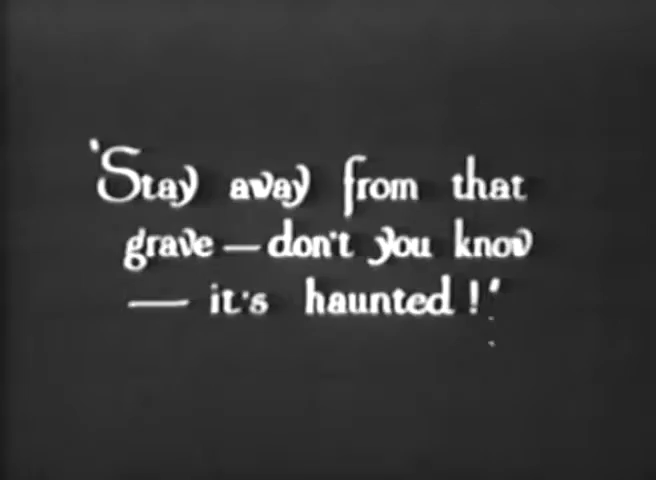 'Stay away from that
grave — don't you know
— it's haunted!'